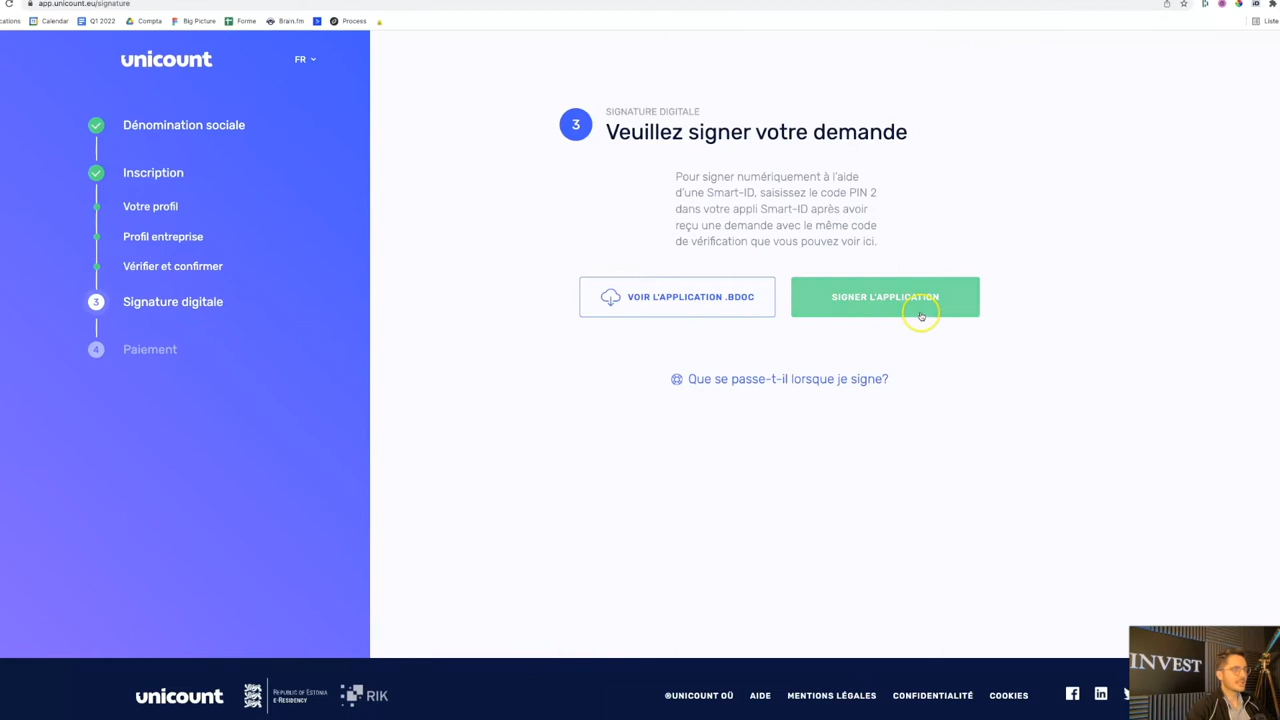 app.unicount.eu/signature
cations Calendar Q1 2022 Compta Big Picture Forme Brain.fm Process Liste
unicount FR
Dénomination sociale
Inscription
Votre profil
Profil entreprise
Vérifier et confirmer
3 Signature digitale
4 Paiement
3 SIGNATURE DIGITALE
Veuillez signer votre demande
Pour signer numériquement à l'aide
d'une Smart-ID, saisissez le code PIN 2
dans votre appli Smart-ID après avoir
reçu une demande avec le même code
de vérification que vous pouvez voir ici.
VOIR L'APPLICATION .BDOC SIGNER L'APPLICATION
Que se passe-t-il lorsque je signe?
INVEST
unicount REPUBLIC OF ESTONIA
E-RESIDENCY RIK ®UNICOUNT OÜ AIDE MENTIONS LÉGALES CONFIDENTIALITÉ COOKIES